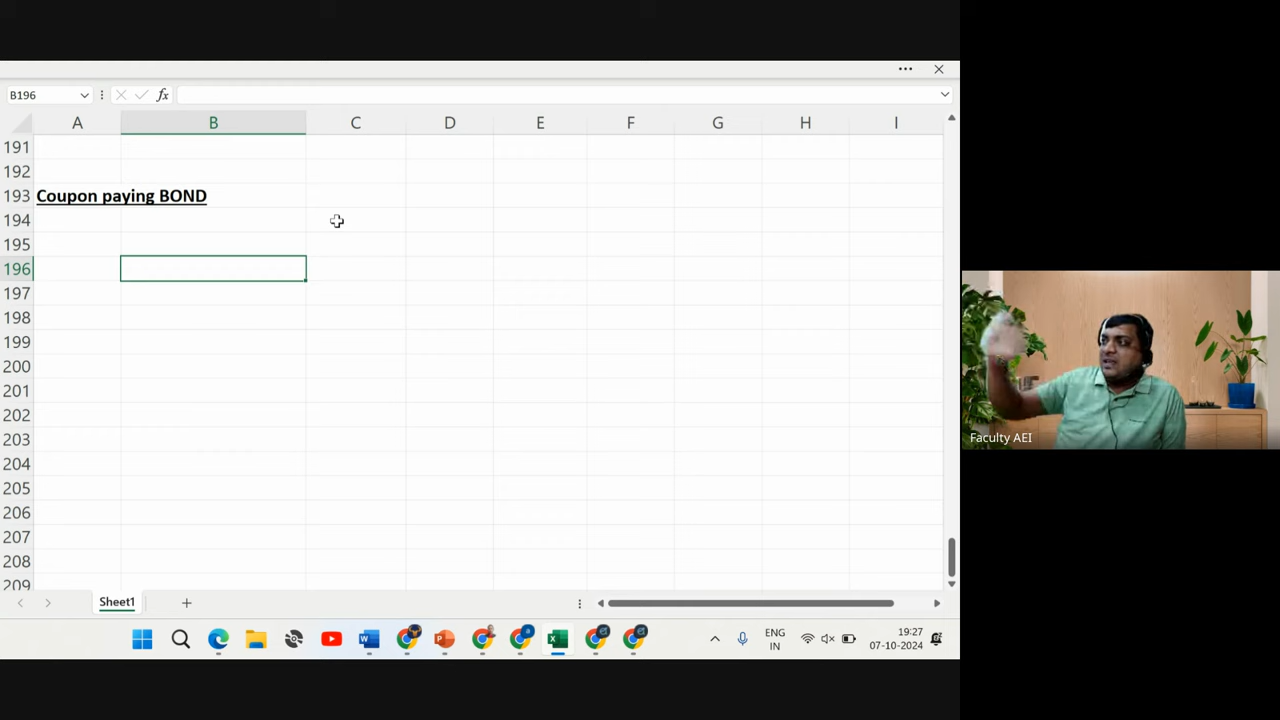 B196
fx
A B C D E F G H I
191
192
193 Coupon paying BOND
194
195
196
197
198
199
200
201
202
203
204
205
206
207
208
209
Faculty AEI
Sheet1
ENG
IN
19:27
07-10-2024